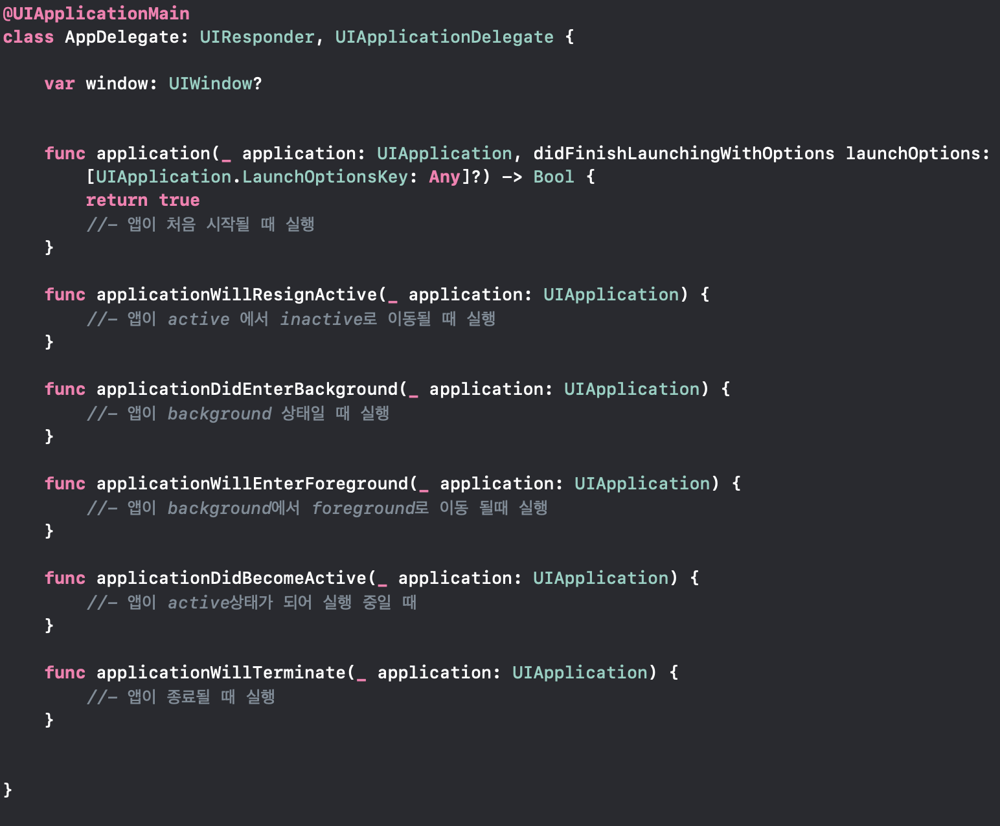 @UIApplicationMain
class AppDelegate: UIResponder, UIApplicationDelegate {
var window: UIWindow?
func application(_ application: UIApplication, didFinishLaunchingWithOptions launchOptions:
[UIApplication.LaunchOptionsKey: Any]?) -> Bool {
return true
//- 앱이 처음 시작될 때 실행
}
func applicationWillResignActive(_ application: UIApplication) {
//- 앱이 active 에서 inactive로 이동될 때 실행
}
func applicationDidEnterBackground(_ application: UIApplication) {
//- 앱이 background 상태일 때 실행
}
func applicationWillEnterForeground(_ application: UIApplication) {
//- 앱이 background에서 foreground로 이동 될때 실행
}
func applicationDidBecomeActive(_ application: UIApplication) {
//- 앱이 active상태가 되어 실행 중일 때
}
func applicationWillTerminate(_ application: UIApplication) {
//- 앱이 종료될 때 실행
}
}